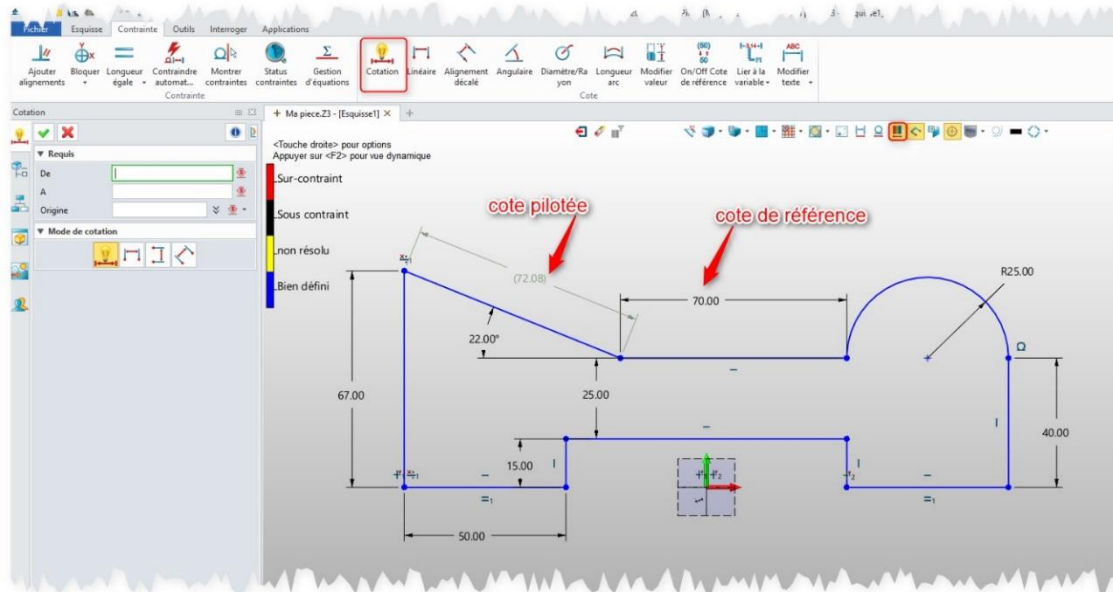 Fichier Esquisse Contrainte Outils Interroger Applications
Ajouter alignements
Bloquer
Longueur égale
Contraindre automat...
Montrer contraintes
Status contraintes
Gestion d'équations
Cotation
Linéaire
Alignement décalé
Angulaire
Diamètre/Ra yon
Longueur arc
Modifier valeur
On/Off Cote de référence
Lier à la variable
Modifier texte
Contrainte
Cote
Cotation
+ Ma piece.Z3 - [Esquisse1] × +
Requis
De
A
Origine
Mode de cotation
<Touche droite> pour options
Appuyer sur <F2> pour vue dynamique
Sur-contraint
Sous contraint
non résolu
Bien défini
cote pilotée
cote de référence
(72.08)
70.00
R25.00
22.00°
67.00
25.00
40.00
15.00
50.00